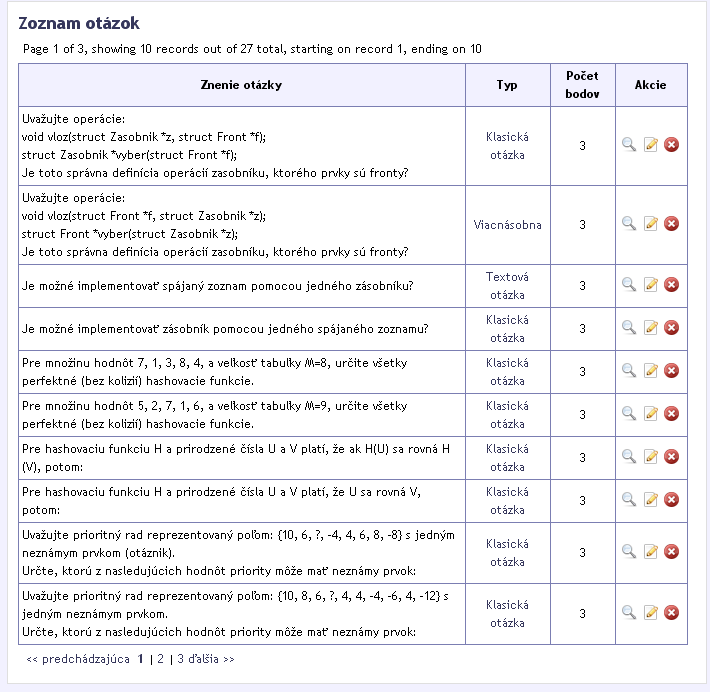 Zoznam otázok
Page 1 of 3, showing 10 records out of 27 total, starting on record 1, ending on 10
Znenie otázky Typ Počet bodov Akcie
Uvažujte operácie:
void vloz(struct Zasobnik *z, struct Front *f);
struct Zasobnik *vyber(struct Front *f);
Je toto správna definícia operácií zasobníku, ktorého prvky sú fronty?
Klasická
otázka
3
Uvažujte operácie:
void vloz(struct Front *f, struct Zasobnik *z);
struct Front *vyber(struct Zasobnik *z);
Je toto správna definícia operácií zasobníku, ktorého prvky sú fronty?
Viacnásobna
3
Je možné implementovať spájaný zoznam pomocou jedného zásobníku?
Textová
otázka
3
Je možné implementovať zásobník pomocou jedného spájaného zoznamu?
Klasická
otázka
3
Pre množinu hodnôt 7, 1, 3, 8, 4, a veľkosť tabuľky M=8, určite všetky
perfektné (bez kolizií) hashovacie funkcie.
Klasická
otázka
3
Pre množinu hodnôt 5, 2, 7, 1, 6, a veľkosť tabuľky M=9, určite všetky
perfektné (bez kolizií) hashovacie funkcie.
Klasická
otázka
3
Pre hashovaciu funkciu H a prirodzené čísla U a V platí, že ak H(U) sa rovná H
(V), potom:
Klasická
otázka
3
Pre hashovaciu funkciu H a prirodzené čísla U a V platí, že U sa rovná V,
potom:
Klasická
otázka
3
Uvažujte prioritný rad reprezentovaný poľom: {10, 6, ?, -4, 4, 6, 8, -8} s jedným
neznámym prvkom (otáznik).
Určte, ktorú z nasledujúcich hodnôt priority môže mať neznámy prvok:
Klasická
otázka
3
Uvažujte prioritný rad reprezentovaný poľom: {10, 8, 6, ?, 4, 4, -4, -6, 4, -12} s
jedným neznámym prvkom.
Určte, ktorú z nasledujúcich hodnôt priority môže mať neznámy prvok:
Klasická
otázka
3
<< predchádzajúca 1 | 2 | 3 ďalšia >>